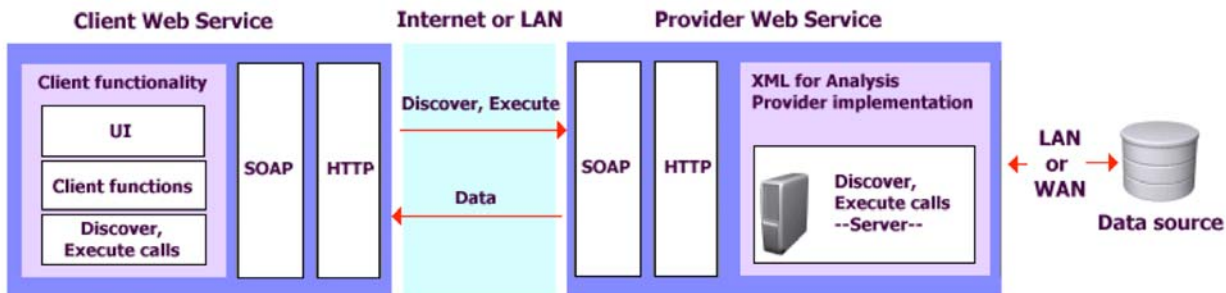 Client Web Service
Internet or LAN
Provider Web Service
Client functionality
UI
Client functions
Discover,
Execute calls
SOAP
HTTP
Discover, Execute
Data
SOAP
HTTP
XML for Analysis
Provider implementation
Discover,
Execute calls
--Server--
LAN
or
WAN
Data source